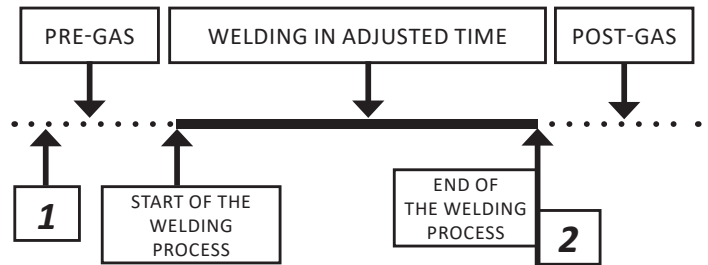 PRE-GAS
WELDING IN ADJUSTED TIME
POST-GAS
1
START OF THE
WELDING
PROCESS
END OF
THE WELDING
PROCESS
2